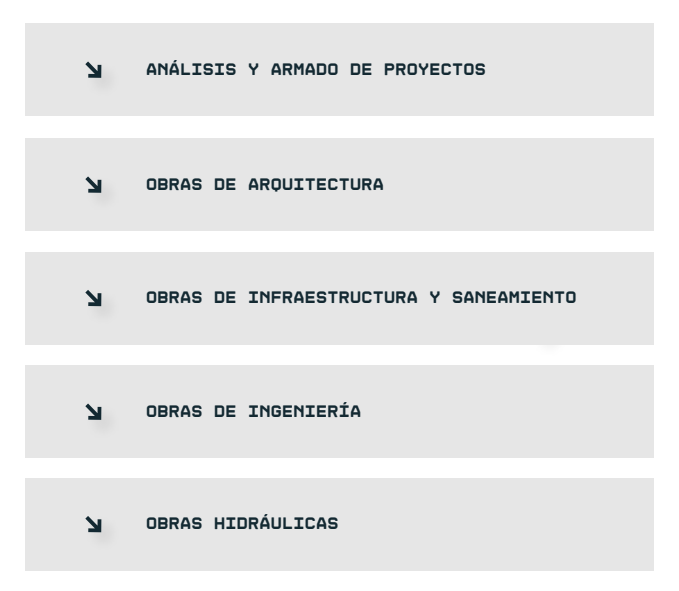 ANÁLISIS Y ARMADO DE PROYECTOS
OBRAS DE ARQUITECTURA
OBRAS DE INFRAESTRUCTURA Y SANEAMIENTO
OBRAS DE INGENIERÍA
OBRAS HIDRÁULICAS